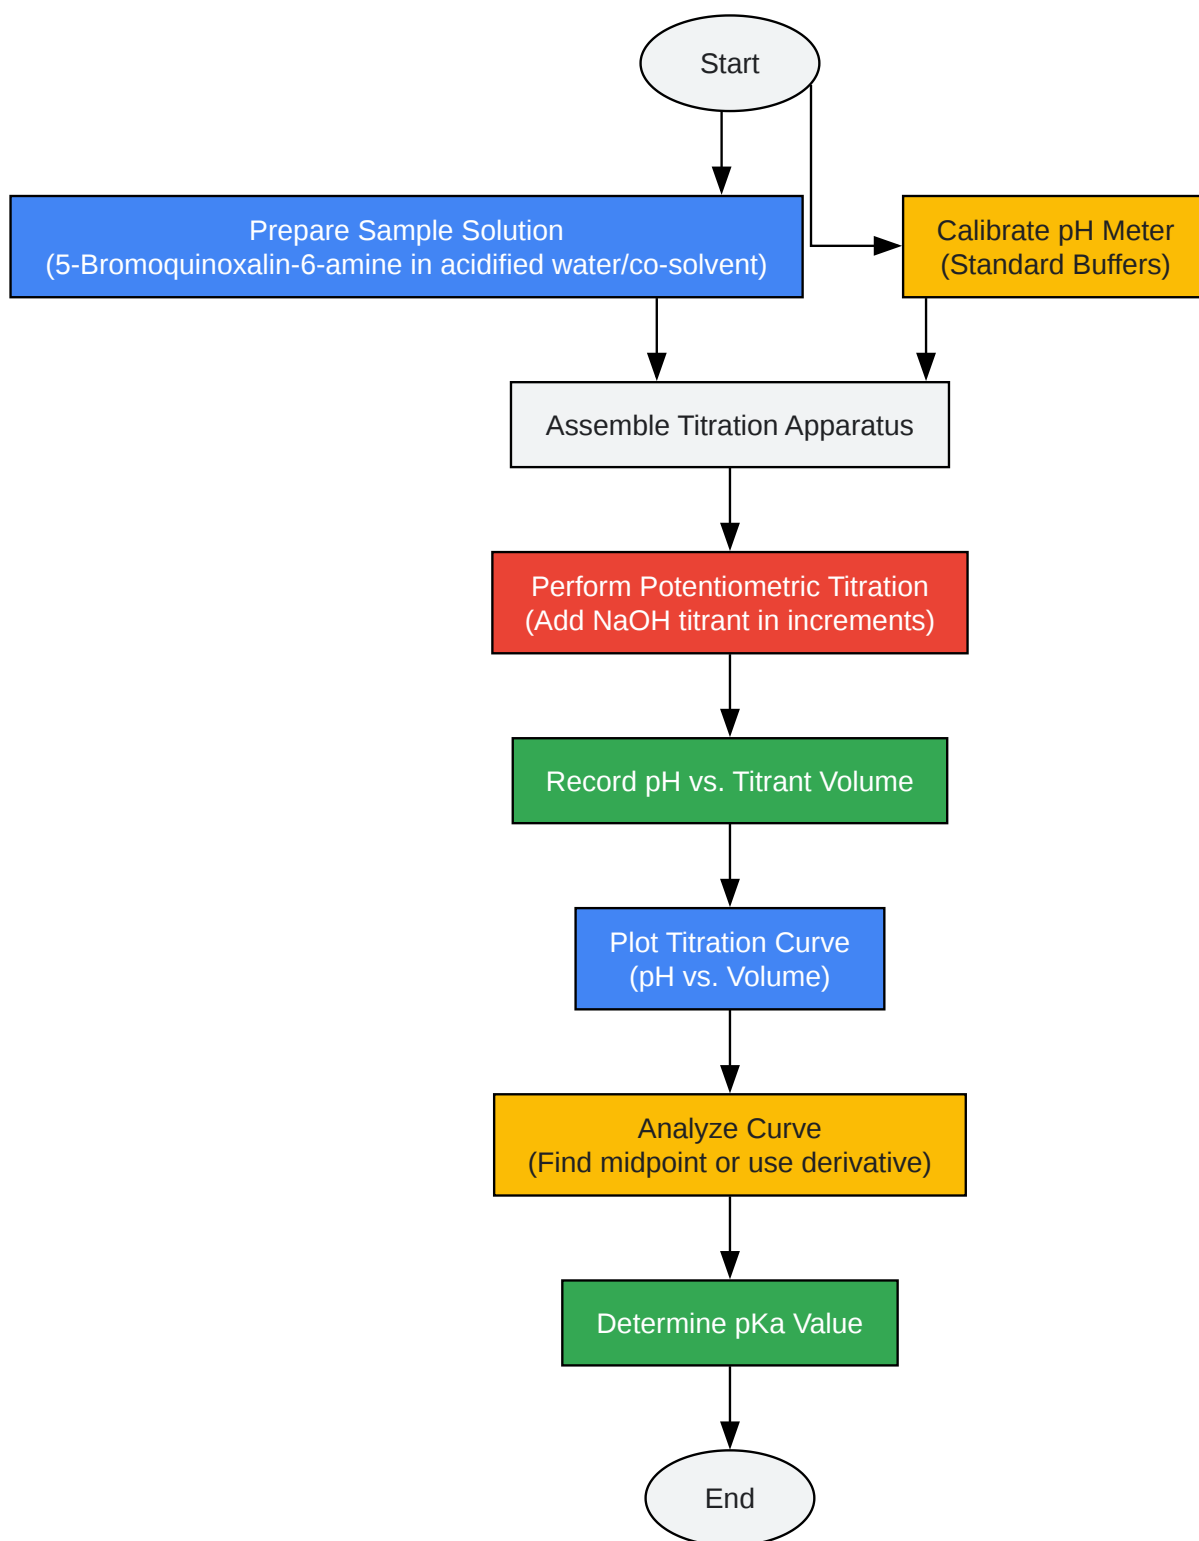 Start
Prepare Sample Solution
(5-Bromoquinoxalin-6-amine in acidified water/co-solvent)
Calibrate pH Meter
(Standard Buffers)
Assemble Titration Apparatus
Perform Potentiometric Titration
(Add NaOH titrant in increments)
Record pH vs. Titrant Volume
Plot Titration Curve
(pH vs. Volume)
Analyze Curve
(Find midpoint or use derivative)
Determine pKa Value
End